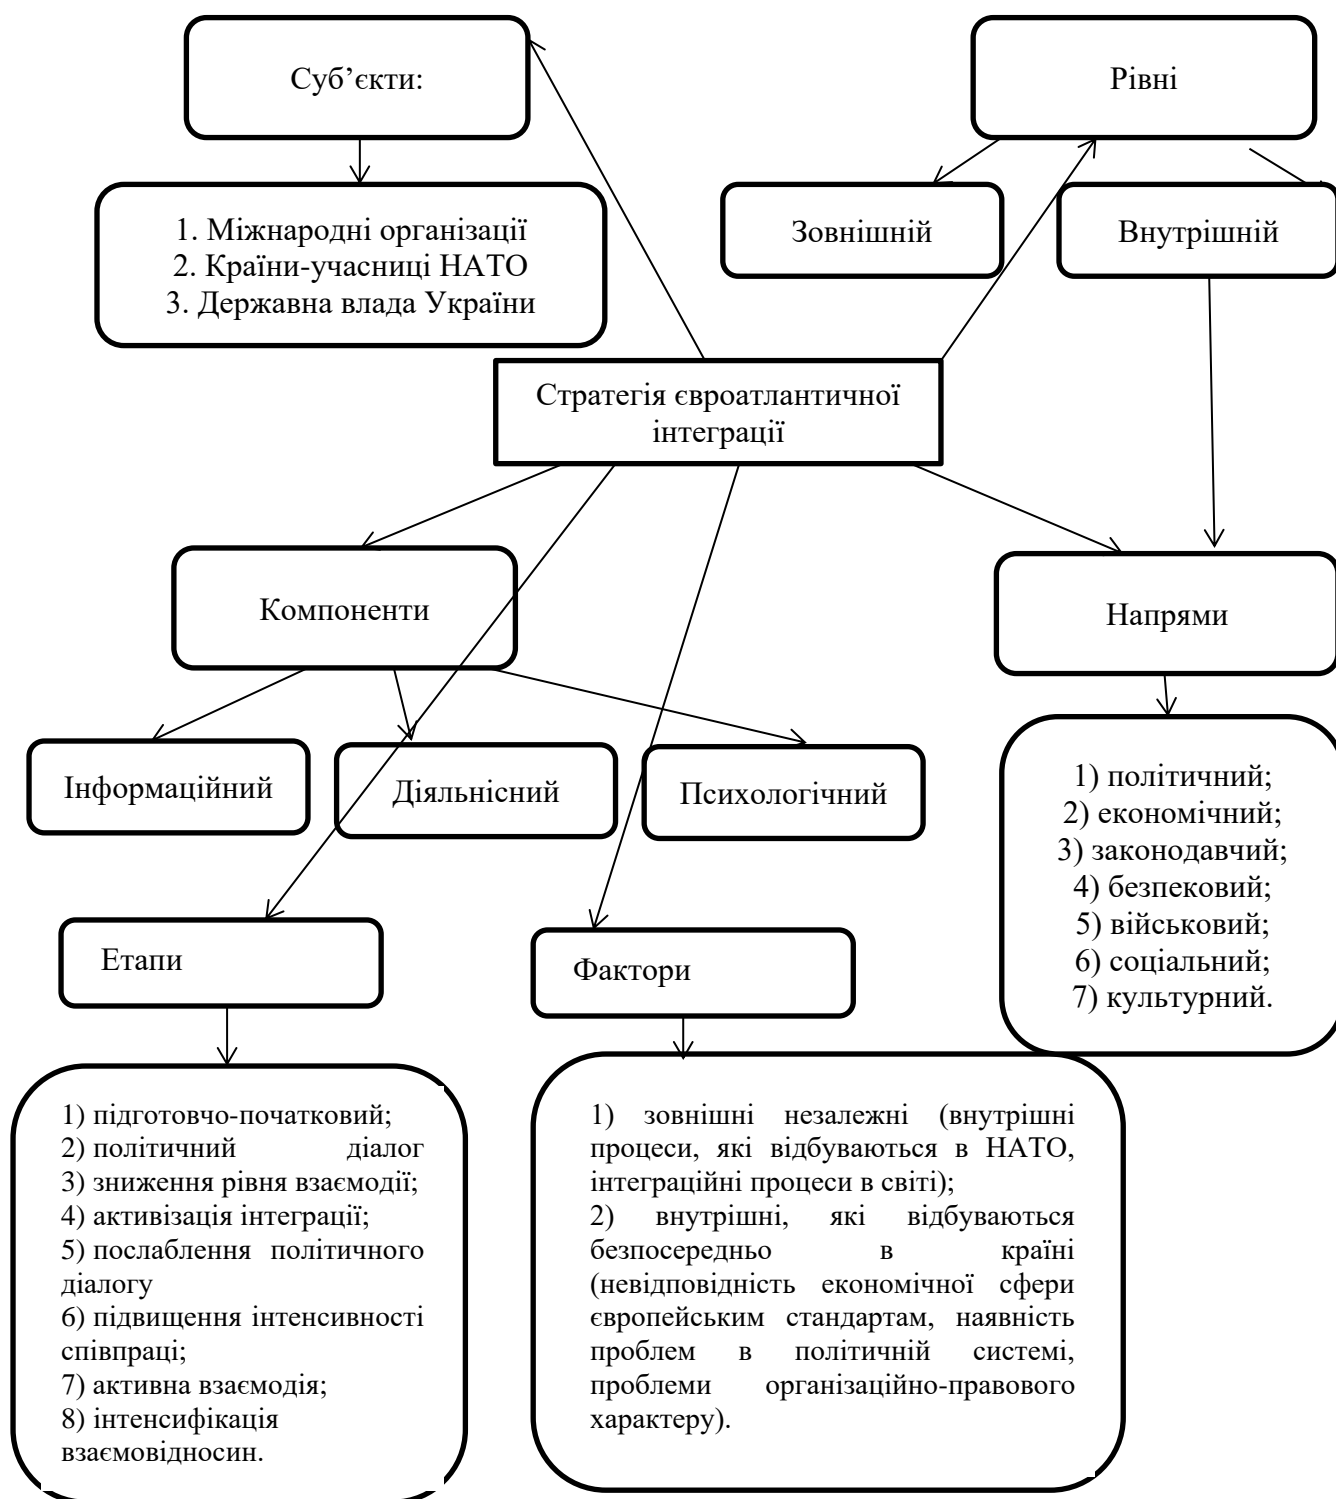 Суб’єкти:
Рівні
1. Міжнародні організації
2. Країни-учасниці НАТО
3. Державна влада України
Зовнішній
Внутрішній
Стратегія євроатлантичної
інтеграції
Компоненти
Напрями
Інформаційний
Діяльнісний
Психологічний
1) політичний;
2) економічний;
3) законодавчий;
4) безпековий;
5) військовий;
6) соціальний;
7) культурний.
Етапи
Фактори
1) підготовчо-початковий;
2) політичний діалог
3) зниження рівня взаємодії;
4) активізація інтеграції;
5) послаблення політичного
діалогу
6) підвищення інтенсивності
співпраці;
7) активна взаємодія;
8) інтенсифікація
взаємовідносин.
1) зовнішні незалежні (внутрішні
процеси, які відбуваються в НАТО,
інтеграційні процеси в світі);
2) внутрішні, які відбуваються
безпосередньо в країні
(невідповідність економічної сфери
європейським стандартам, наявність
проблем в політичній системі,
проблеми організаційно-правового
характеру).